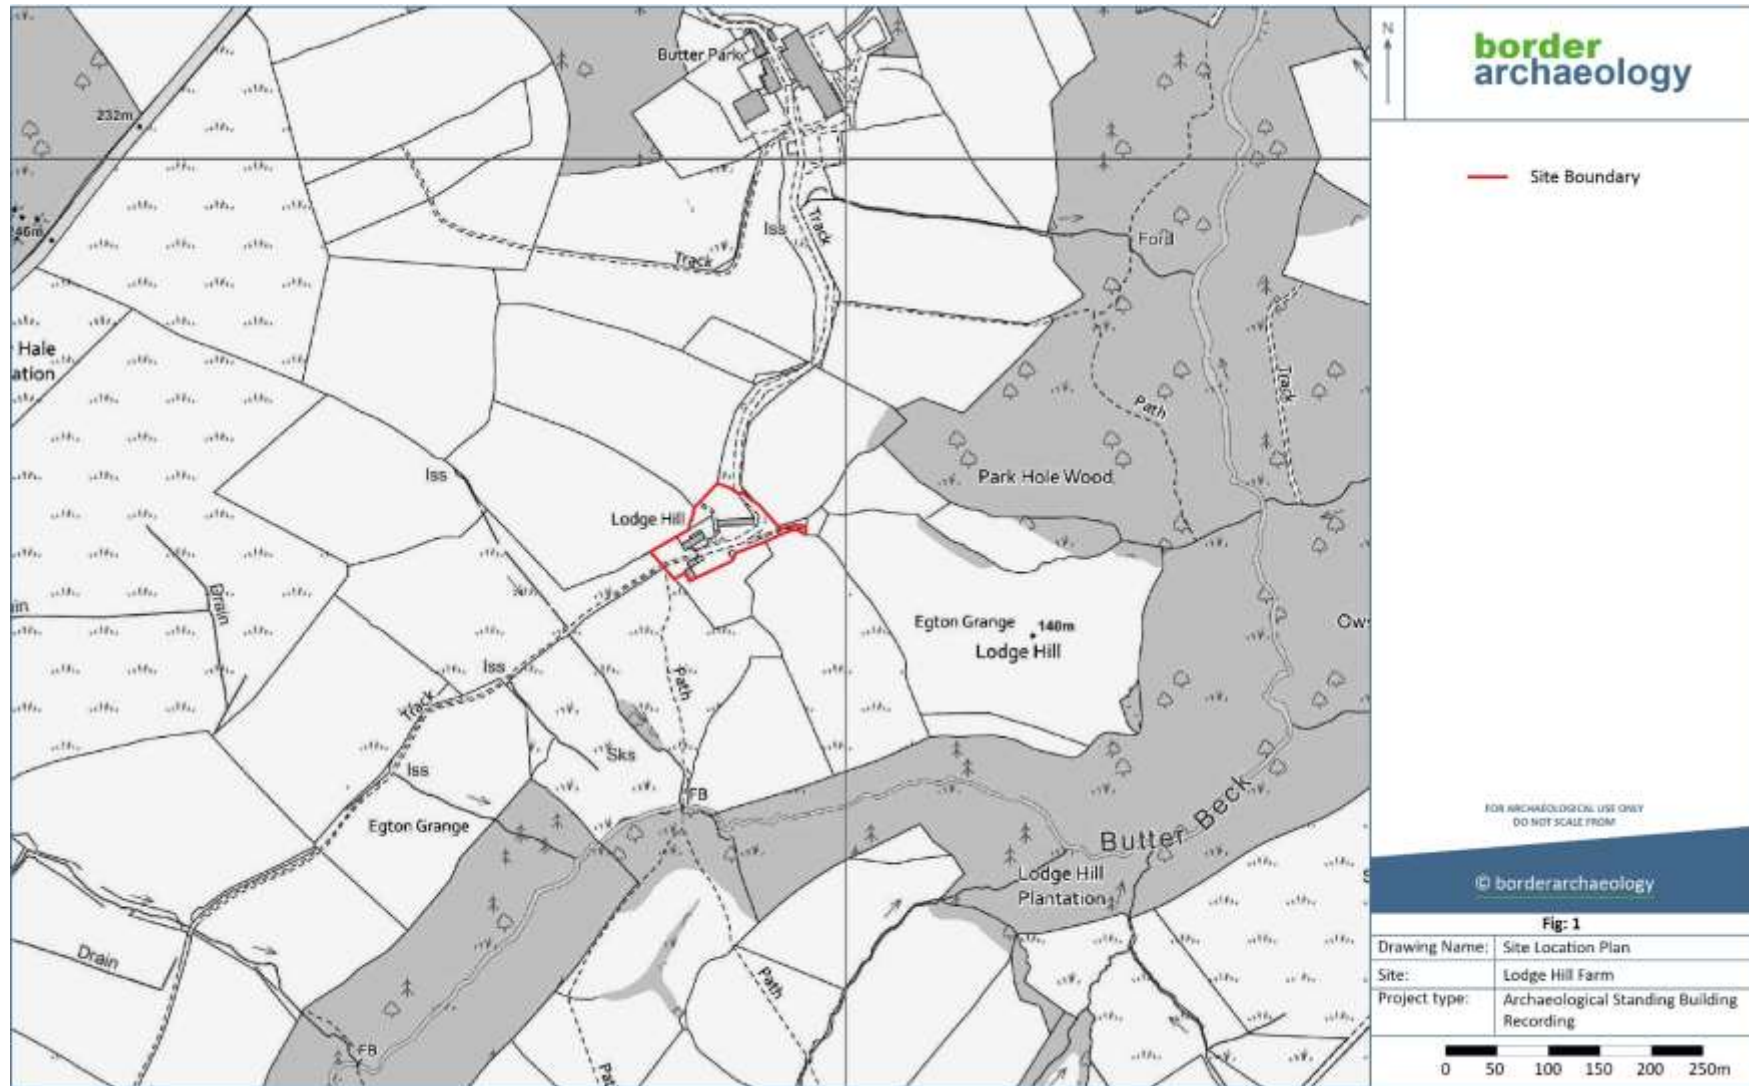 Butter Park
232m
46m
Track
Iss
Track
Ford
Hale
ation
Track
Path
Iss
Park Hole Wood
Lodge Hill
Drain
in
Egton Grange
140m
Lodge Hill
Ow
Iss
Path
Track
Sks
Iss
FB
Egton Grange
Butter Beck
Lodge Hill
Plantation
Drain
Path
FB
Pa
N
border
archaeology
Site Boundary
FOR ARCHAEOLOGICAL USE ONLY
DO NOT SCALE FROM
© borderarchaeology
Fig: 1
Drawing Name: Site Location Plan
Site: Lodge Hill Farm
Project type: Archaeological Standing Building
Recording
0 50 100 150 200 250m